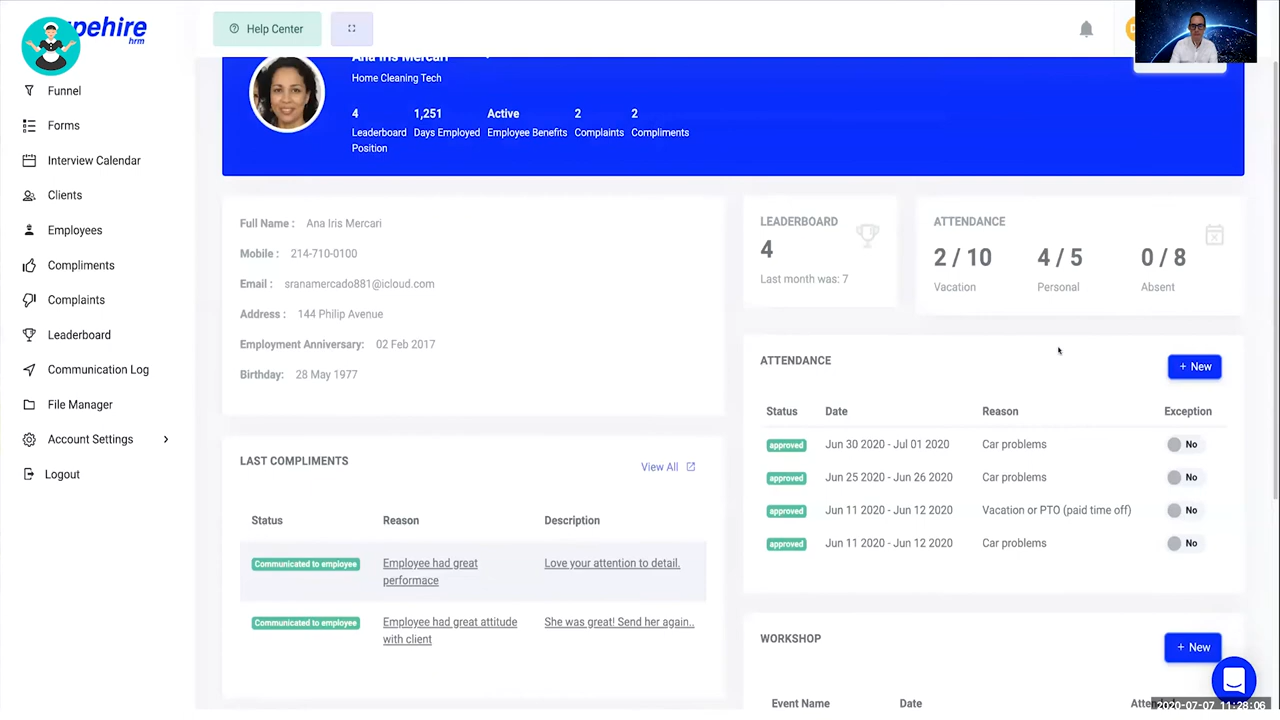 pehire
hrm
Help Center
Ana Iris Mercari
Home Cleaning Tech
4
Leaderboard
Position
1,251
Days Employed
Active
Employee Benefits
2
Complaints
2
Compliments
Funnel
Forms
Interview Calendar
Clients
Employees
Compliments
Complaints
Leaderboard
Communication Log
File Manager
Account Settings
Logout
Full Name : Ana Iris Mercari
Mobile : 214-710-0100
Email : sranamercado881@icloud.com
Address : 144 Philip Avenue
Employment Anniversary: 02 Feb 2017
Birthday: 28 May 1977
LEADERBOARD
4
Last month was: 7
ATTENDANCE
2 / 10 4 / 5 0 / 8
Vacation Personal Absent
ATTENDANCE
+ New
Status Date Reason Exception
approved Jun 30 2020 - Jul 01 2020 Car problems No
approved Jun 25 2020 - Jun 26 2020 Car problems No
approved Jun 11 2020 - Jun 12 2020 Vacation or PTO (paid time off) No
approved Jun 11 2020 - Jun 12 2020 Car problems No
LAST COMPLIMENTS
View All
Status Reason Description
Communicated to employee Employee had great Love your attention to detail.
performace
Communicated to employee Employee had great attitude She was great! Send her again..
with client
WORKSHOP
+ New
Event Name Date Attend
2020-07-07 11:28:06